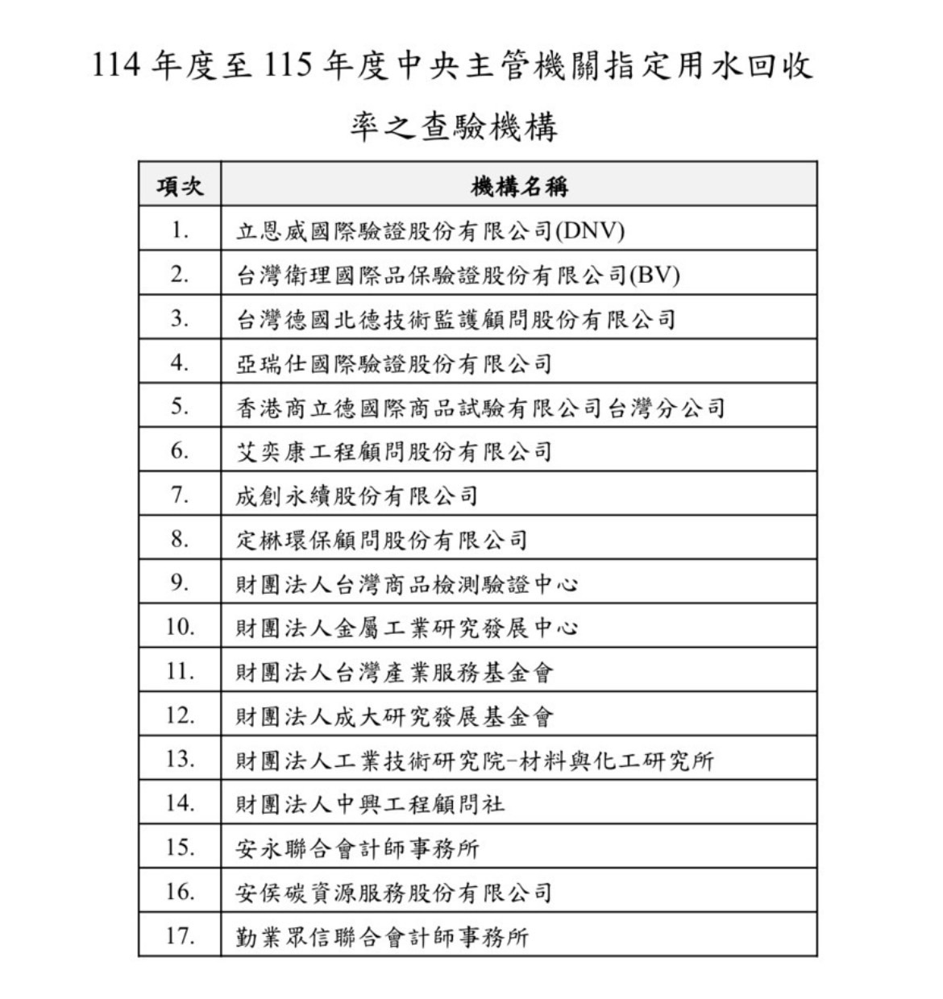 114 年度至 115 年度中央主管機關指定用水回收
率之查驗機構
項次 機構名稱
1. 立恩威國際驗證股份有限公司(DNV)
2. 台灣衛理國際品保驗證股份有限公司(BV)
3. 台灣德國北德技術監護顧問股份有限公司
4. 亞瑞仕國際驗證股份有限公司
5. 香港商立德國際商品試驗有限公司台灣分公司
6. 艾奕康工程顧問股份有限公司
7. 成創永續股份有限公司
8. 定楙環保顧問股份有限公司
9. 財團法人台灣商品檢測驗證中心
10. 財團法人金屬工業研究發展中心
11. 財團法人台灣產業服務基金會
12. 財團法人成大研究發展基金會
13. 財團法人工業技術研究院-材料與化工研究所
14. 財團法人中興工程顧問社
15. 安永聯合會計師事務所
16. 安侯碳資源服務股份有限公司
17. 勤業眾信聯合會計師事務所